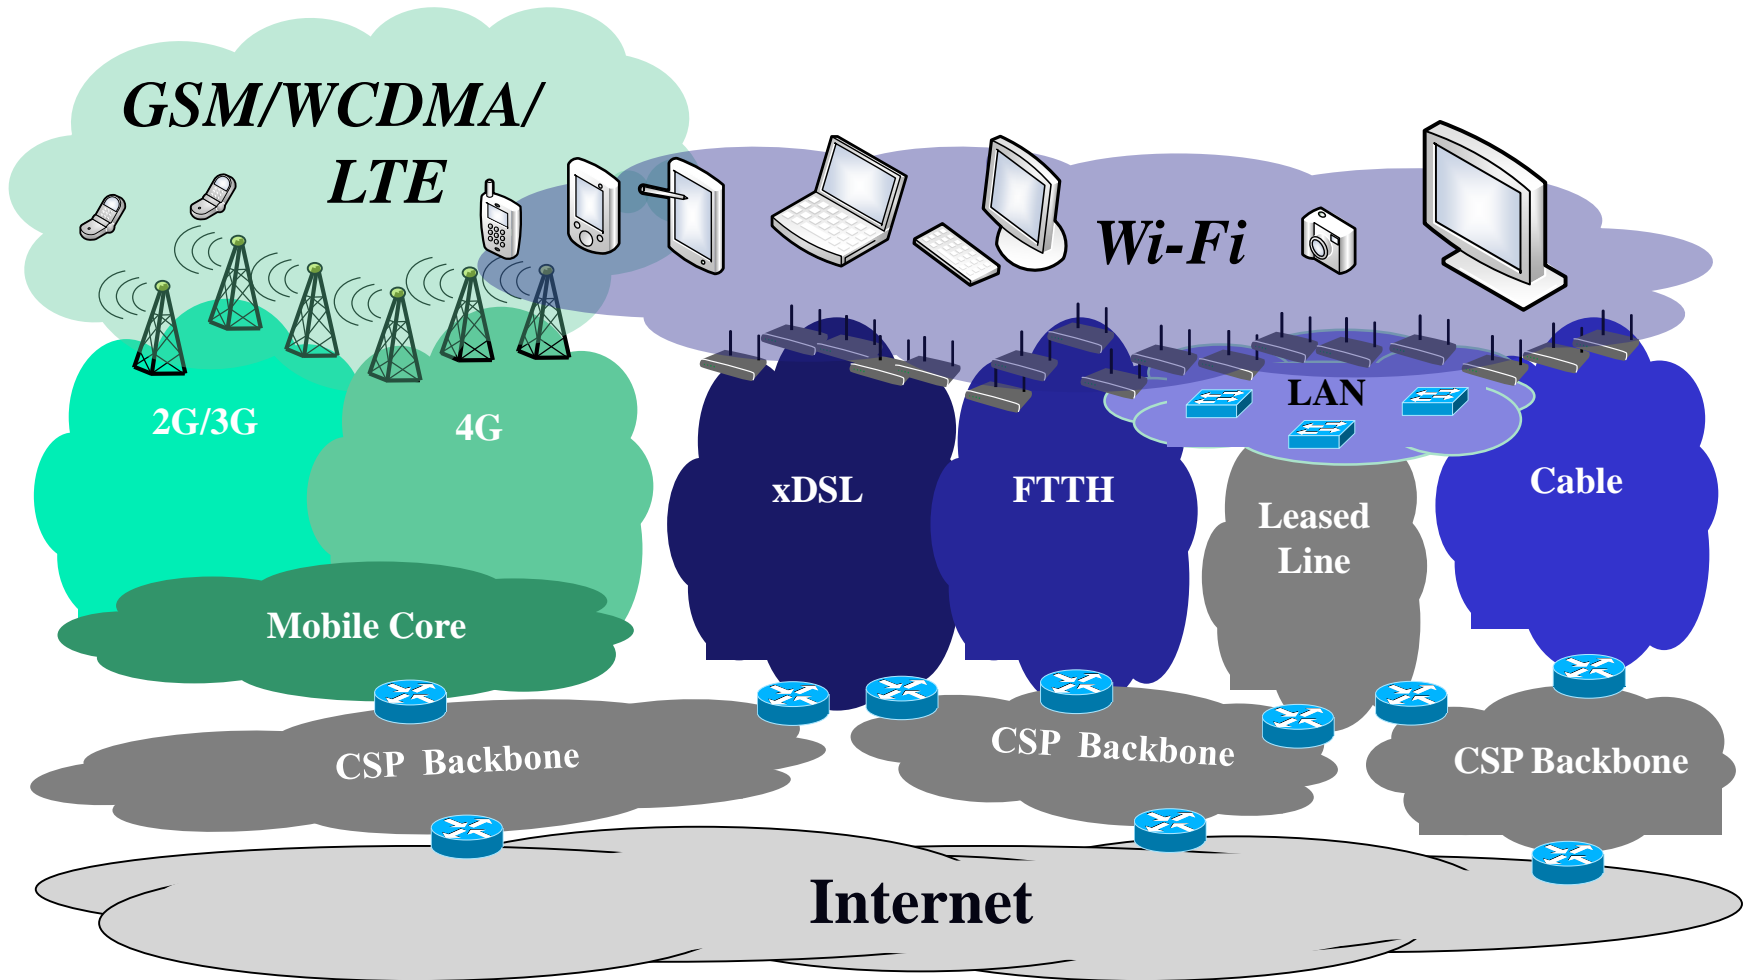 GSM/WCDMA/
LTE
Wi-Fi
LAN
2G/3G
4G
xDSL
FTTH
Leased
Line
Cable
Mobile Core
CSP Backbone
CSP Backbone
CSP Backbone
Internet